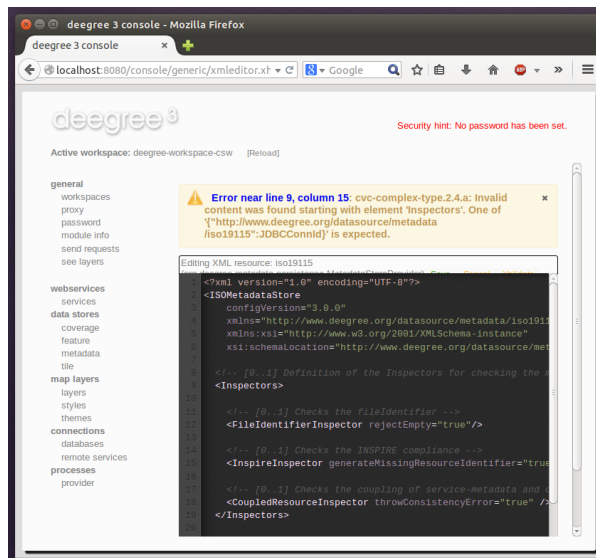 deegree 3 console - Mozilla Firefox
deegree 3 console
localhost:8080/console/generic/xmleditor.xh
Google
ABP
deegree 3
Security hint: No password has been set.
Active workspace: deegree-workspace-csw [Reload]
general
workspaces
proxy
password
module info
send requests
see layers
webservices
services
data stores
coverage
feature
metadata
tile
map layers
layers
styles
themes
connections
databases
remote services
processes
provider
Error near line 9, column 15: cvc-complex-type.2.4.a: Invalid
content was found starting with element 'Inspectors'. One of
'{"http://www.deegree.org/datasource/metadata
/iso19115":JDBCConnId}' is expected.
Editing XML resource: iso19115
1 <?xml version="1.0" encoding="UTF-8"?>
2 <ISOMetadataStore
3 configVersion="3.0.0"
4 xmlns="http://www.deegree.org/datasource/metadata/iso1911
5 xmlns:xsi="http://www.w3.org/2001/XMLSchema-instance"
6 xsi:schemaLocation="http://www.deegree.org/datasource/met
7
8 <!-- [0..1] Definition of the Inspectors for checking the m
9 <Inspectors>
10
11 <!-- [0..1] Checks the fileIdentifier -->
12 <FileIdentifierInspector rejectEmpty="true"/>
13
14 <!-- [0..1] Checks the INSPIRE compliance -->
15 <InspireInspector generateMissingResourceIdentifier="true
16
17 <!-- [0..1] Checks the coupling of service-metadata and
18 <CoupledResourceInspector throwConsistencyError="true" />
19 </Inspectors>
20